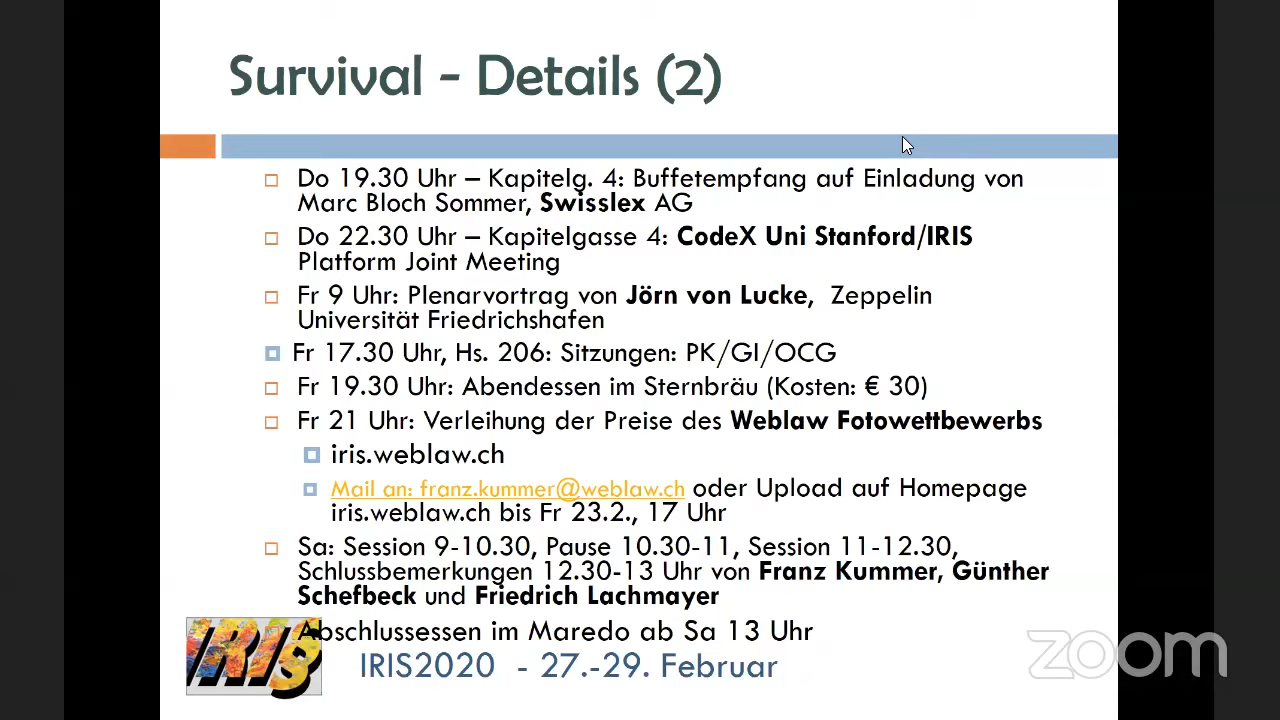 Survival - Details (2)
Do 19.30 Uhr – Kapitelg. 4: Buffetempfang auf Einladung von
Marc Bloch Sommer, Swisslex AG
Do 22.30 Uhr – Kapitelgasse 4: CodeX Uni Stanford/IRIS
Platform Joint Meeting
Fr 9 Uhr: Plenarvortrag von Jörn von Lucke, Zeppelin
Universität Friedrichshafen
Fr 17.30 Uhr, Hs. 206: Sitzungen: PK/GI/OCG
Fr 19.30 Uhr: Abendessen im Sternbräu (Kosten: € 30)
Fr 21 Uhr: Verleihung der Preise des Weblaw Fotowettbewerbs
iris.weblaw.ch
Mail an: franz.kummer@weblaw.ch oder Upload auf Homepage
iris.weblaw.ch bis Fr 23.2., 17 Uhr
Sa: Session 9-10.30, Pause 10.30-11, Session 11-12.30,
Schlussbemerkungen 12.30-13 Uhr von Franz Kummer, Günther
Schefbeck und Friedrich Lachmayer
Abschlussessen im Maredo ab Sa 13 Uhr
IRIS
IRIS2020 - 27.-29. Februar
zoom